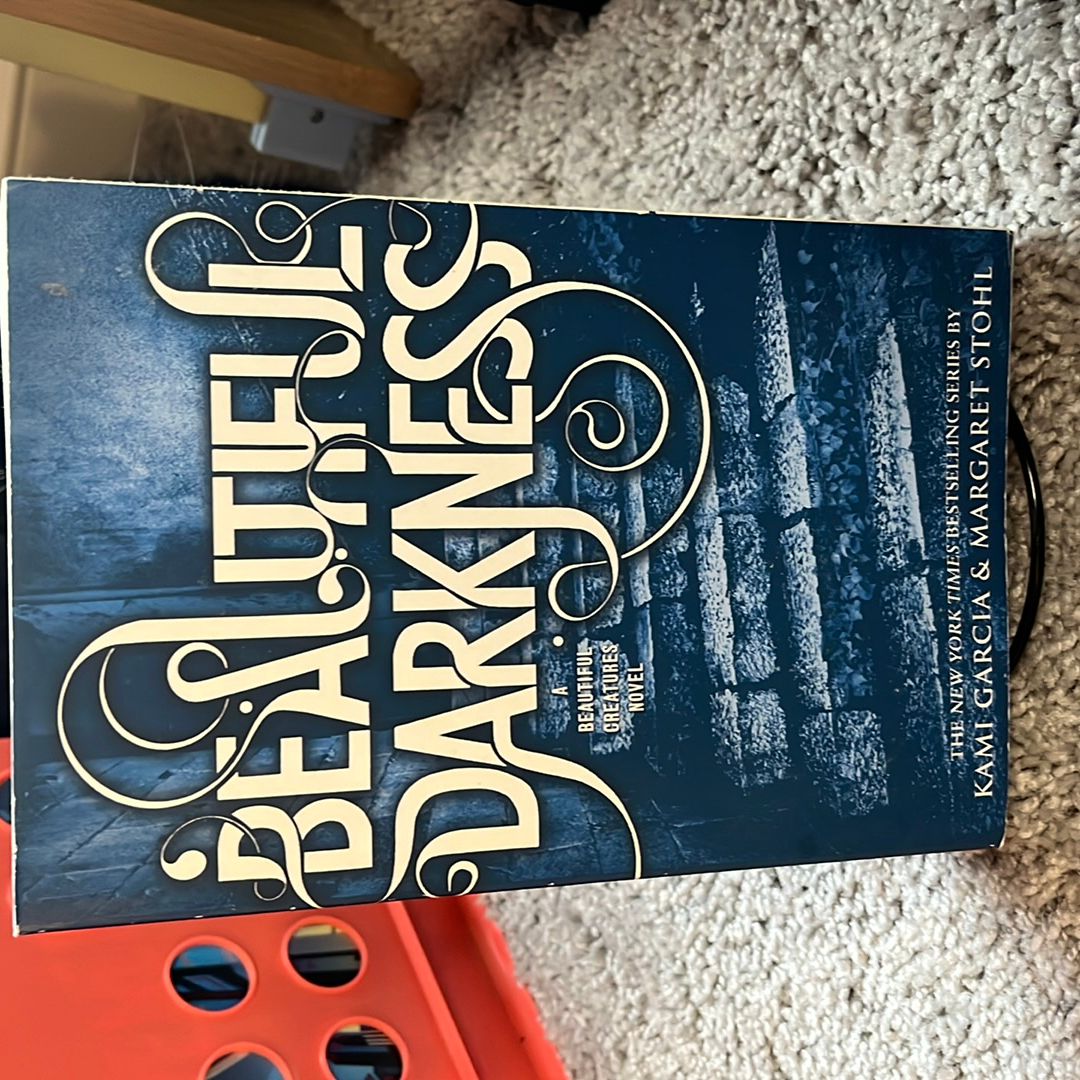 BEAUTIFUL
DARKNESS
A
BEAUTIFUL
CREATURES
NOVEL
THE NEW YORK TIMES BESTSELLING SERIES BY
KAMI GARCIA & MARGARET STOHL